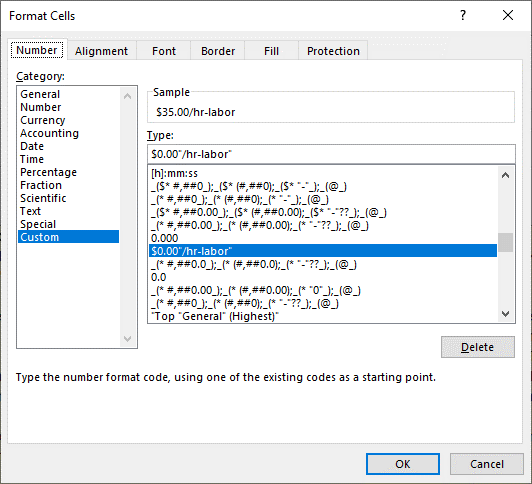 Format Cells
? ×
Number Alignment Font Border Fill Protection
Category:
General
Number
Currency
Accounting
Date
Time
Percentage
Fraction
Scientific
Text
Special
Custom
Sample
$35.00/hr-labor
Type:
$0.00"/hr-labor"
[h]:mm:ss
_($* #,##0_);_($* (#,##0);_($* "-"_);_(@_)
_(* #,##0_);_(* (#,##0);_(* "-"_);_(@_)
_($* #,##0.00_);_($* (#,##0.00);_($* "-"??_);_(@_)
_(* #,##0.00_);_(* (#,##0.00);_(* "-"??_);_(@_)
0.000
$0.00"/hr-labor"
_(* #,##0.0_);_(* (#,##0.0);_(* "-"??_);_(@_)
0.0
_(* #,##0.00_);_(* (#,##0.00);_(* "0"_);_(@_)
_(* #,##0_);_(* (#,##0);_(* "-"??_);_(@_)
"Top "General" (Highest)"
Delete
Type the number format code, using one of the existing codes as a starting point.
OK Cancel